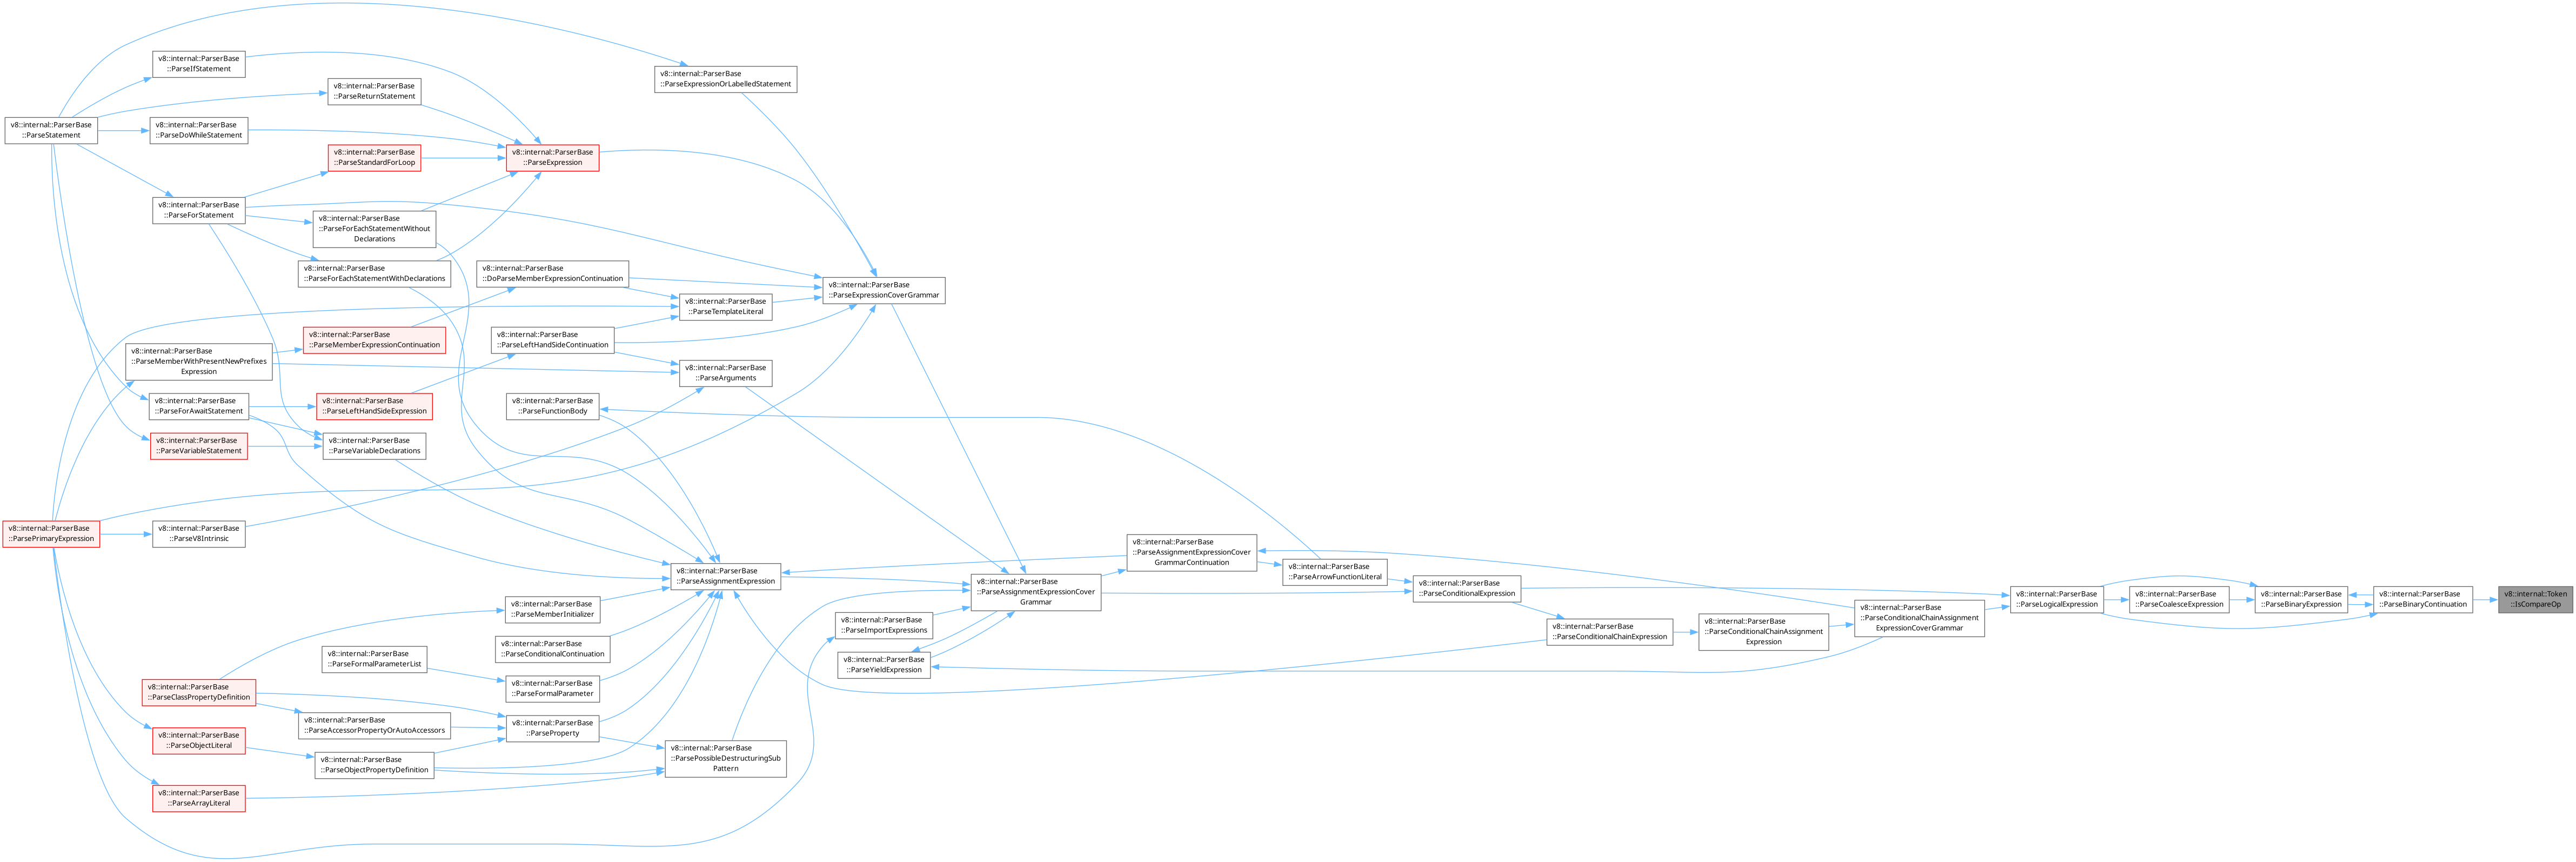 v8::internal::ParserBase
::ParseStatement
v8::internal::ParserBase
::ParseIfStatement
v8::internal::ParserBase
::ParseReturnStatement
v8::internal::ParserBase
::ParseDoWhileStatement
v8::internal::ParserBase
::ParseStandardForLoop
v8::internal::ParserBase
::ParseForStatement
v8::internal::ParserBase
::ParseForEachStatementWithout
Declarations
v8::internal::ParserBase
::ParseForEachStatementWithDeclarations
v8::internal::ParserBase
::ParseExpression
v8::internal::ParserBase
::ParseExpressionOrLabelledStatement
v8::internal::ParserBase
::DoParseMemberExpressionContinuation
v8::internal::ParserBase
::ParseTemplateLiteral
v8::internal::ParserBase
::ParseExpressionCoverGrammar
v8::internal::ParserBase
::ParseMemberExpressionContinuation
v8::internal::ParserBase
::ParseLeftHandSideContinuation
v8::internal::ParserBase
::ParseMemberWithPresentNewPrefixes
Expression
v8::internal::ParserBase
::ParseArguments
v8::internal::ParserBase
::ParseForAwaitStatement
v8::internal::ParserBase
::ParseLeftHandSideExpression
v8::internal::ParserBase
::ParseFunctionBody
v8::internal::ParserBase
::ParseVariableStatement
v8::internal::ParserBase
::ParseVariableDeclarations
v8::internal::ParserBase
::ParsePrimaryExpression
v8::internal::ParserBase
::ParseV8Intrinsic
v8::internal::ParserBase
::ParseAssignmentExpression
v8::internal::ParserBase
::ParseMemberInitializer
v8::internal::ParserBase
::ParseConditionalContinuation
v8::internal::ParserBase
::ParseFormalParameterList
v8::internal::ParserBase
::ParseFormalParameter
v8::internal::ParserBase
::ParseClassPropertyDefinition
v8::internal::ParserBase
::ParseAccessorPropertyOrAutoAccessors
v8::internal::ParserBase
::ParseProperty
v8::internal::ParserBase
::ParseObjectLiteral
v8::internal::ParserBase
::ParseObjectPropertyDefinition
v8::internal::ParserBase
::ParsePossibleDestructuringSub
Pattern
v8::internal::ParserBase
::ParseArrayLiteral
v8::internal::ParserBase
::ParseImportExpressions
v8::internal::ParserBase
::ParseYieldExpression
v8::internal::ParserBase
::ParseAssignmentExpressionCover
Grammar
v8::internal::ParserBase
::ParseAssignmentExpressionCover
GrammarContinuation
v8::internal::ParserBase
::ParseArrowFunctionLiteral
v8::internal::ParserBase
::ParseConditionalExpression
v8::internal::ParserBase
::ParseConditionalChainExpression
v8::internal::ParserBase
::ParseConditionalChainAssignment
Expression
v8::internal::ParserBase
::ParseConditionalChainAssignment
ExpressionCoverGrammar
v8::internal::ParserBase
::ParseLogicalExpression
v8::internal::ParserBase
::ParseCoalesceExpression
v8::internal::ParserBase
::ParseBinaryExpression
v8::internal::ParserBase
::ParseBinaryContinuation
v8::internal::Token
::IsCompareOp